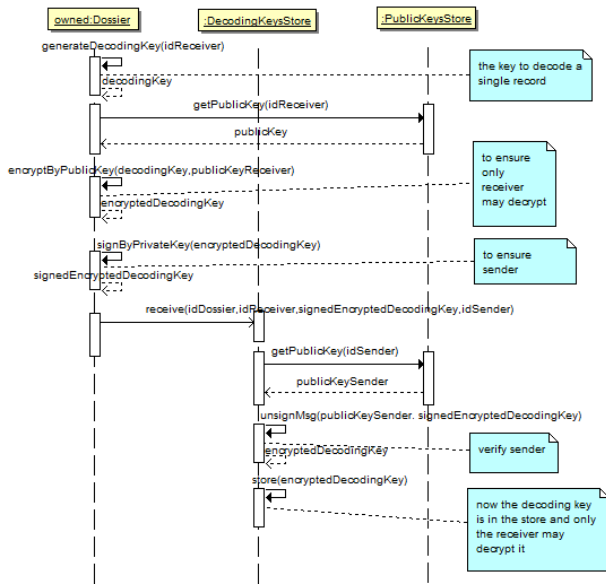 owned:Dossier
:DecodingKeysStore
:PublicKeysStore
generateDecodingKey(idReceiver)
the key to decode a
single record
decodingKey
getPublicKey(idReceiver)
publicKey
encryptByPublicKey(decodingKey,publicKeyReceiver)
to ensure
only
receiver
may decrypt
encryptedDecodingKey
signByPrivateKey(encryptedDecodingKey)
to ensure
sender
signedEncryptedDecodingKey
receive(idDossier,idReceiver,signedEncryptedDecodingKey,idSender)
getPublicKey(idSender)
publicKeySender
unsignMsg(publicKeySender. signedEncryptedDecodingKey)
encryptedDecodingKey
verify sender
store(encryptedDecodingKey)
now the decoding key
is in the store and only
the receiver may
decrypt it